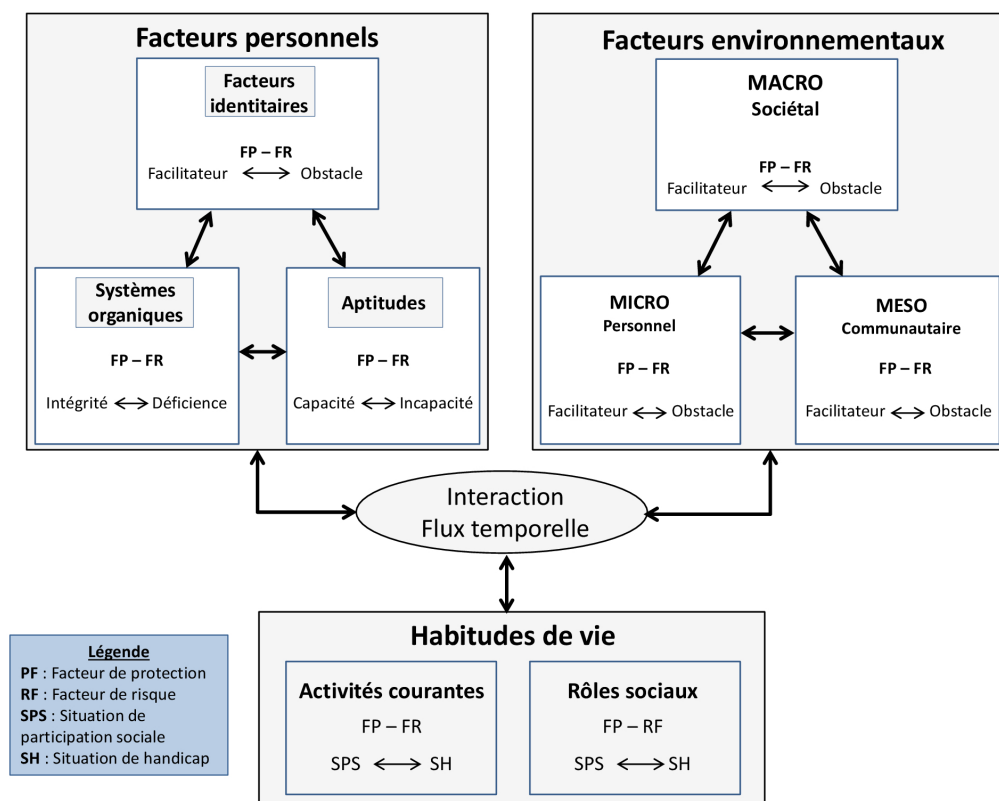 Facteurs personnels
Facteurs
identitaires
FP – FR
Facilitateur
Obstacle
Systèmes
organiques
FP – FR
Intégrité
Déficience
Aptitudes
FP – FR
Capacité
Incapacité
Facteurs environnementaux
MACRO
Sociétal
FP – FR
Facilitateur
Obstacle
MICRO
Personnel
FP – FR
Facilitateur
Obstacle
MESO
Communautaire
FP – FR
Facilitateur
Obstacle
Interaction
Flux temporelle
Habitudes de vie
Activités courantes
FP – FR
SPS
SH
Rôles sociaux
FP – RF
SPS
SH
Légende
PF : Facteur de protection
RF : Facteur de risque
SPS : Situation de
participation sociale
SH : Situation de handicap